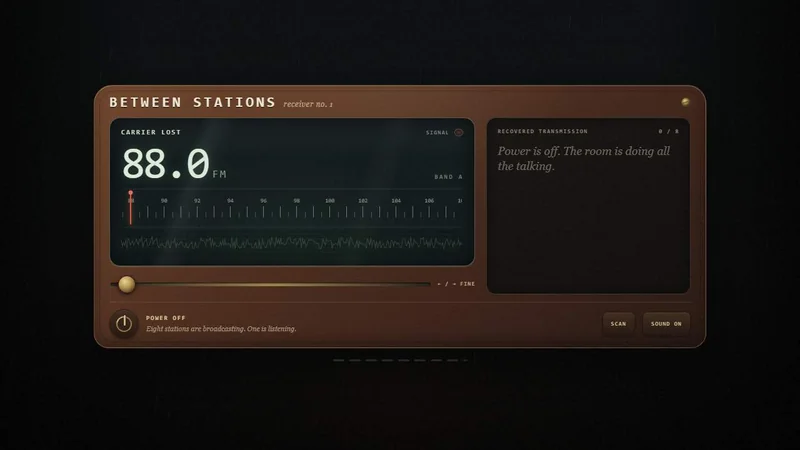 BETWEEN STATIONS receiver no. 1
CARRIER LOST
SIGNAL
88.0 FM
BAND A
88 90 92 94 96 98 100 102 104 106
← / → FINE
RECOVERED TRANSMISSION 0 / 8
Power is off. The room is doing all
the talking.
POWER OFF
Eight stations are broadcasting. One is listening.
SCAN
SOUND ON